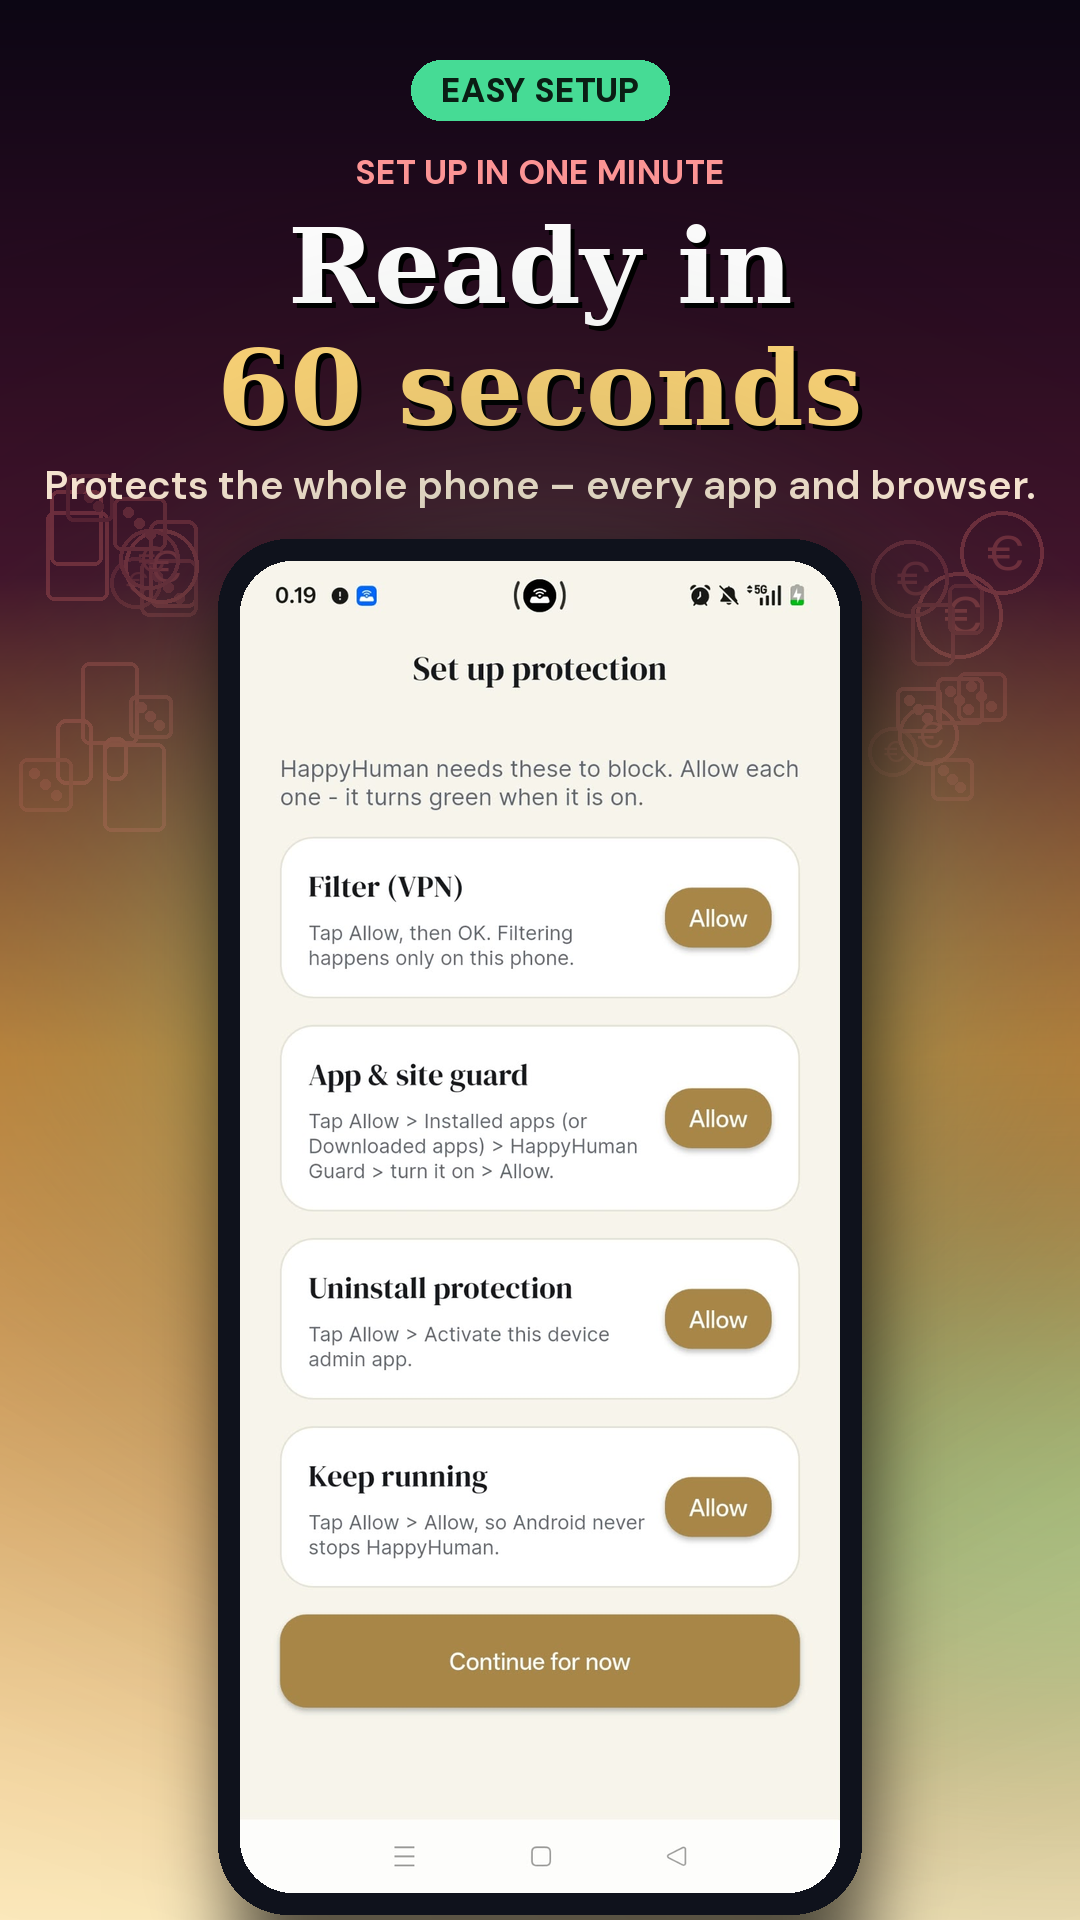 EASY SETUP
SET UP IN ONE MINUTE
Ready in
60 seconds
Protects the whole phone – every app and browser.
0.19
5G
Set up protection
HappyHuman needs these to block. Allow each
one - it turns green when it is on.
Filter (VPN)
Tap Allow, then OK. Filtering
happens only on this phone.
Allow
App & site guard
Tap Allow > Installed apps (or
Downloaded apps) > HappyHuman
Guard > turn it on > Allow.
Allow
Uninstall protection
Tap Allow > Activate this device
admin app.
Allow
Keep running
Tap Allow > Allow, so Android never
stops HappyHuman.
Allow
Continue for now